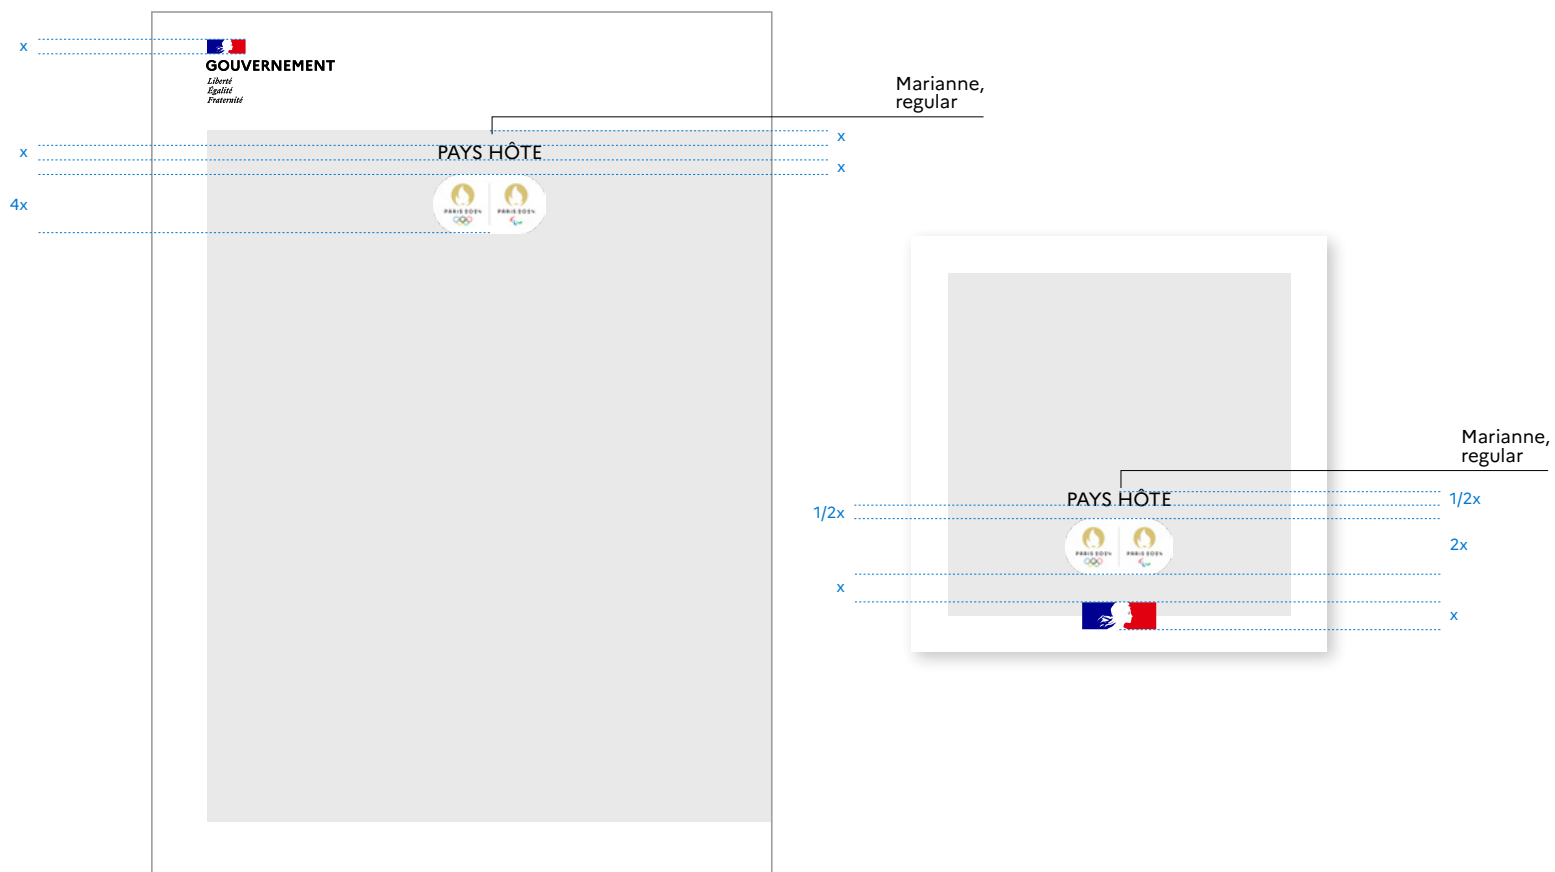 x
GOUVERNEMENT
Liberté
Égalité
Fraternité
Marianne,
regular
x
x
PAYS HÔTE
x
4x
PARIS 2024
PARIS 2024
Marianne,
regular
PAYS HÔTE
1/2x
1/2x
PARIS 2024
PARIS 2024
2x
x
x